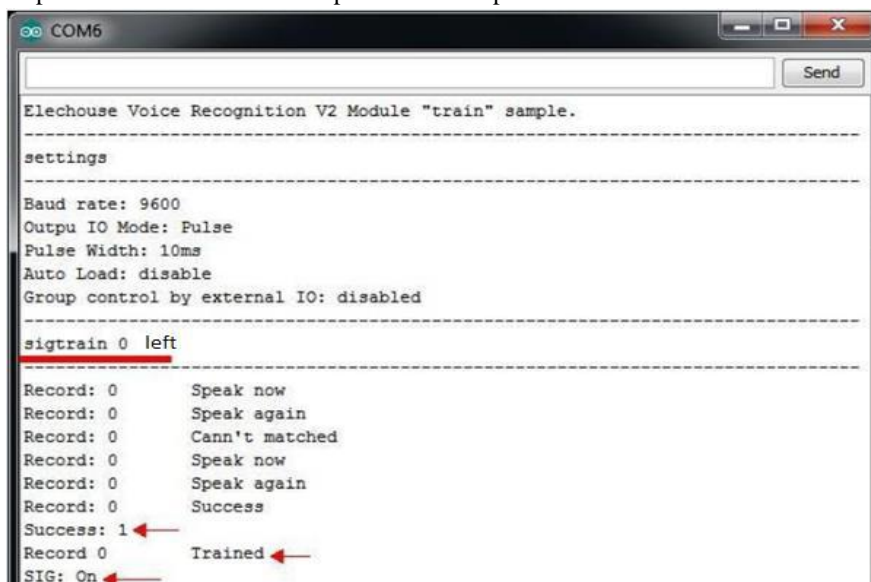 COM6
Send
Elechouse Voice Recognition V2 Module "train" sample.
--------------------------------------------------------------------------------
settings
--------------------------------------------------------------------------------
Baud rate: 9600
Outpu IO Mode: Pulse
Pulse Width: 10ms
Auto Load: disable
Group control by external IO: disabled
--------------------------------------------------------------------------------
sigtrain 0 left
--------------------------------------------------------------------------------
Record: 0 Speak now
Record: 0 Speak again
Record: 0 Cann't matched
Record: 0 Speak now
Record: 0 Speak again
Record: 0 Success
Success: 1
Record 0 Trained
SIG: On